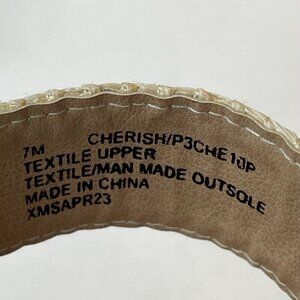 7M CHERISH/P3CHE10P
TEXTILE UPPER
TEXTILE/MAN MADE OUTSOLE
MADE IN CHINA
XMSAPR23